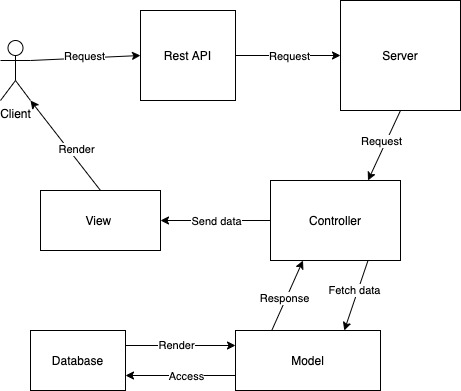 Request
Rest API
Request
Server
Client
Request
Render
View
Send data
Controller
Response
Fetch data
Database
Render
Access
Model